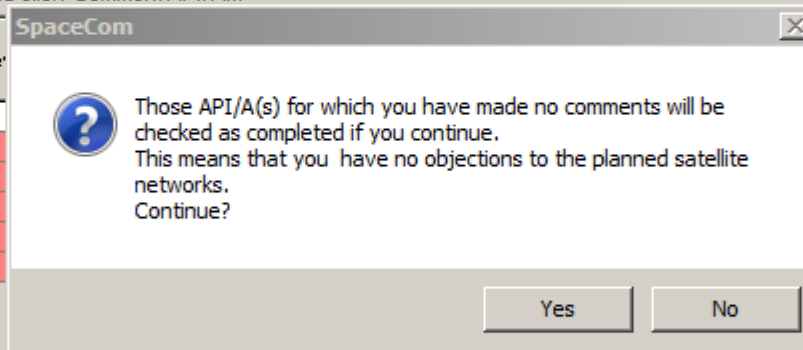 SpaceCom
Those API/A(s) for which you have made no comments will be
checked as completed if you continue.
This means that you  have no objections to the planned satellite
networks.
Continue?
Yes
No